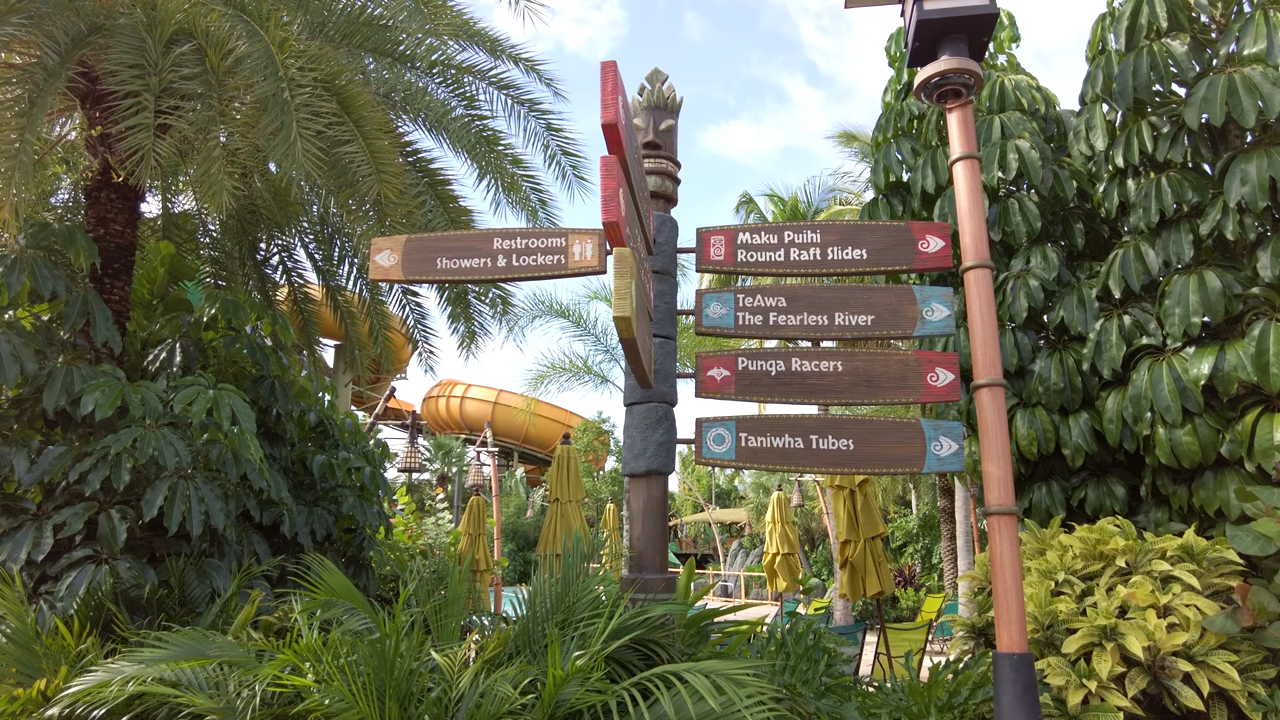 Restrooms
Showers & Lockers
Maku Puihi
Round Raft Slides
TeAwa
The Fearless River
Punga Racers
Taniwha Tubes